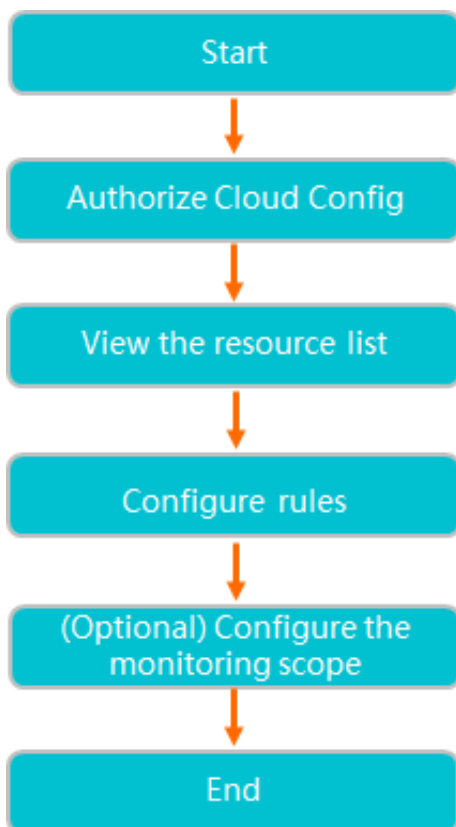 Start
Authorize Cloud Config
View the resource list
Configure rules
(Optional) Configure the
monitoring scope
End